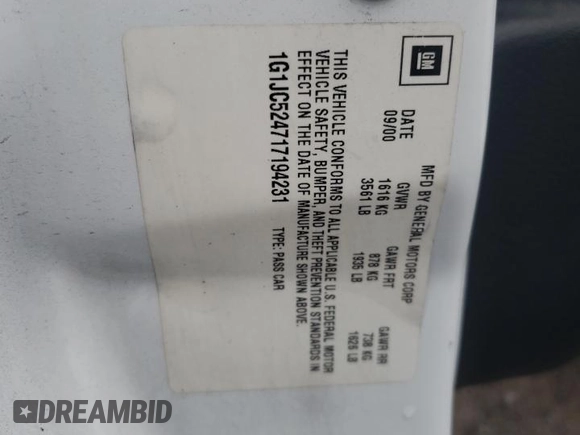 GM
MFD BY GENERAL MOTORS CORP
DATE GVWR GAWR FRT GAWR RR
09/00 1616 KG 878 KG 738 KG
3561 LB 1935 LB 1626 LB
THIS VEHICLE CONFORMS TO ALL APPLICABLE U.S. FEDERAL MOTOR
VEHICLE SAFETY, BUMPER, AND THEFT PREVENTION STANDARDS IN
EFFECT ON THE DATE OF MANUFACTURE SHOWN ABOVE.
1G1JC524717194231 TYPE: PASS CAR
DREAMBID